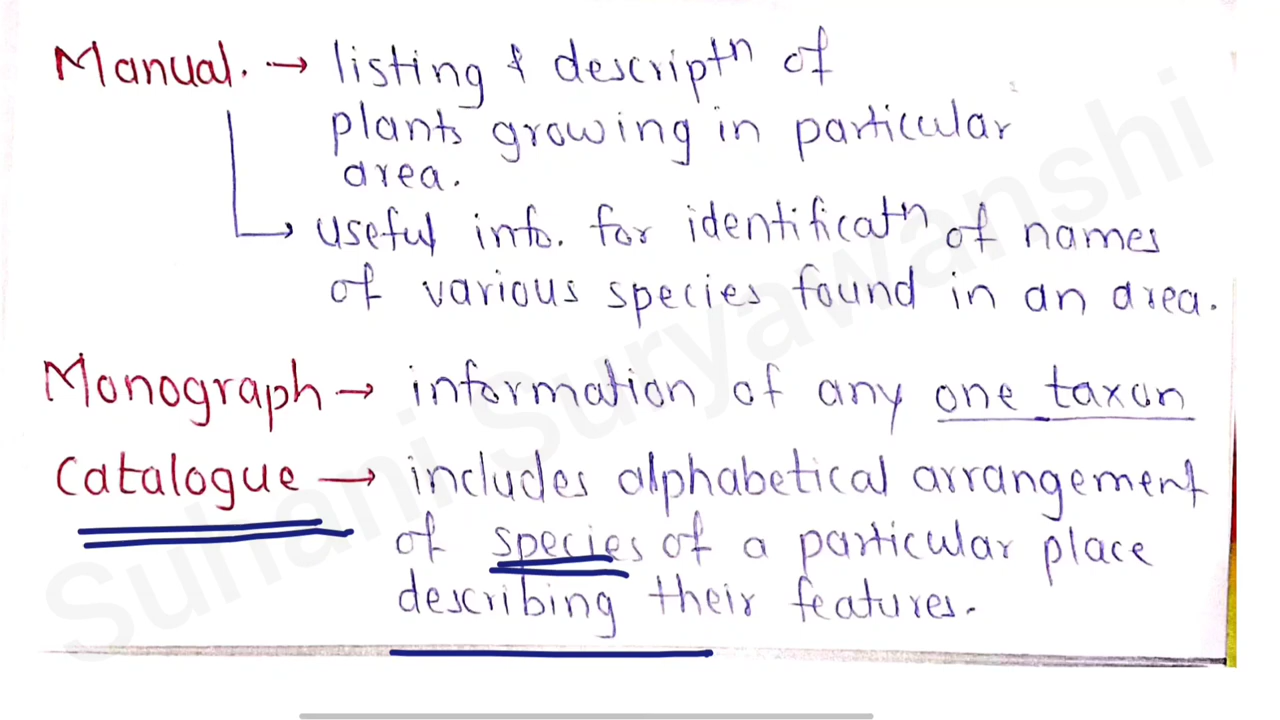 Manual. → listing & descriptⁿ of
plants growing in particular
area.
→ useful info. for identificatⁿ of names
of various species found in an area.
Monograph → information of any one taxon
Catalogue → includes alphabetical arrangement
of species of a particular place
describing their features.
Suhani Suryawanshi